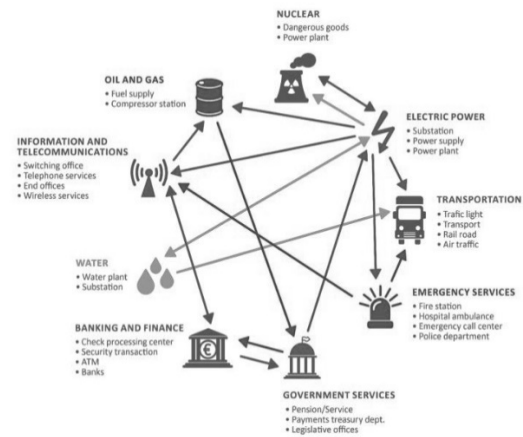 NUCLEAR
• Dangerous goods
• Power plant
OIL AND GAS
• Fuel supply
• Compressor station
ELECTRIC POWER
• Substation
• Power supply
• Power plant
INFORMATION AND
TELECOMMUNICATIONS
• Switching office
• Telephone services
• End offices
• Wireless services
TRANSPORTATION
• Trafic light
• Transport
• Rail road
• Air traffic
WATER
• Water plant
• Substation
EMERGENCY SERVICES
• Fire station
• Hospital ambulance
• Emergency call center
• Police department
BANKING AND FINANCE
• Check processing center
• Security transaction
• ATM
• Banks
€
GOVERNMENT SERVICES
• Pension/Service
• Payments treasury dept.
• Legislative offices